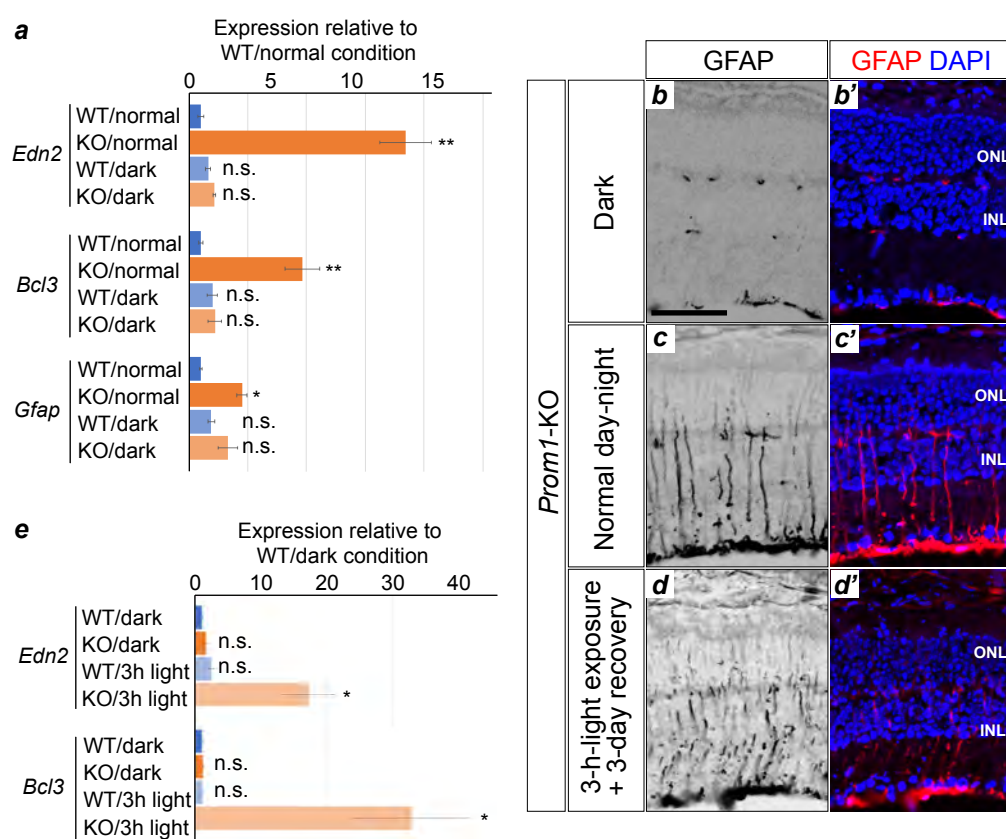 a
Expression relative to
WT/normal condition
0 5 10 15
Edn2
WT/normal
KO/normal
**
WT/dark
n.s.
KO/dark
n.s.
Bcl3
WT/normal
KO/normal
**
WT/dark
n.s.
KO/dark
n.s.
Gfap
WT/normal
KO/normal
*
WT/dark
n.s.
KO/dark
n.s.
e
Expression relative to
WT/dark condition
0 10 20 30 40
Edn2
WT/dark
KO/dark
n.s.
WT/3h light
n.s.
KO/3h light
*
Bcl3
WT/dark
KO/dark
n.s.
WT/3h light
n.s.
KO/3h light
*
GFAP
GFAP DAPI
Prom1-KO
Dark
b
b'
ONL
INL
Normal day-night
c
c'
ONL
INL
3-h-light exposure
+ 3-day recovery
d
d'
ONL
INL